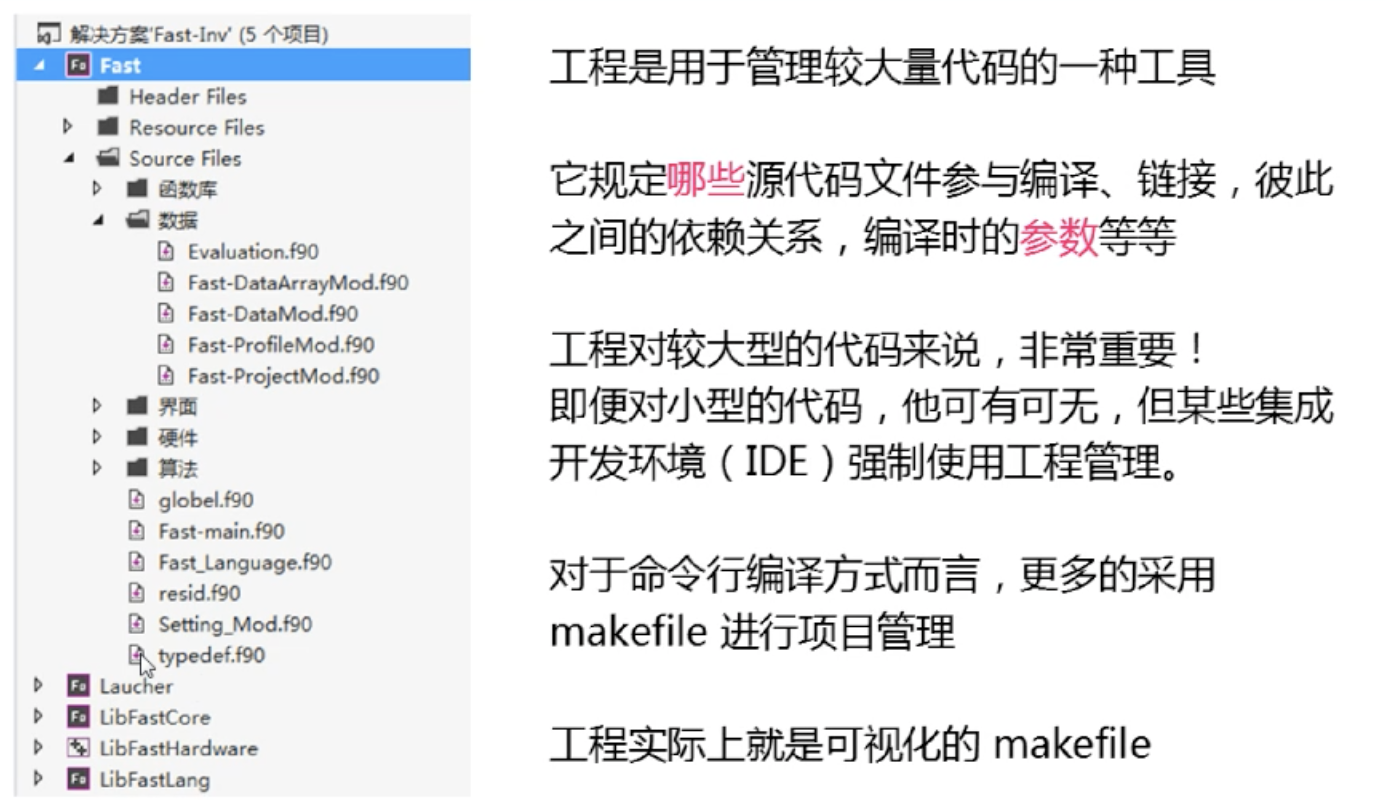 解决方案'Fast-Inv' (5 个项目)
Fast
Header Files
Resource Files
Source Files
函数库
数据
Evaluation.f90
Fast-DataArrayMod.f90
Fast-DataMod.f90
Fast-ProfileMod.f90
Fast-ProjectMod.f90
界面
硬件
算法
globel.f90
Fast-main.f90
Fast_Language.f90
resid.f90
Setting_Mod.f90
typedef.f90
Laucher
LibFastCore
LibFastHardware
LibFastLang
工程是用于管理较大量代码的一种工具
它规定哪些源代码文件参与编译、链接，彼此
之间的依赖关系，编译时的参数等等
工程对较大型的代码来说，非常重要！
即便对小型的代码，他可有可无，但某些集成
开发环境（IDE）强制使用工程管理。
对于命令行编译方式而言，更多的采用
makefile 进行项目管理
工程实际上就是可视化的 makefile